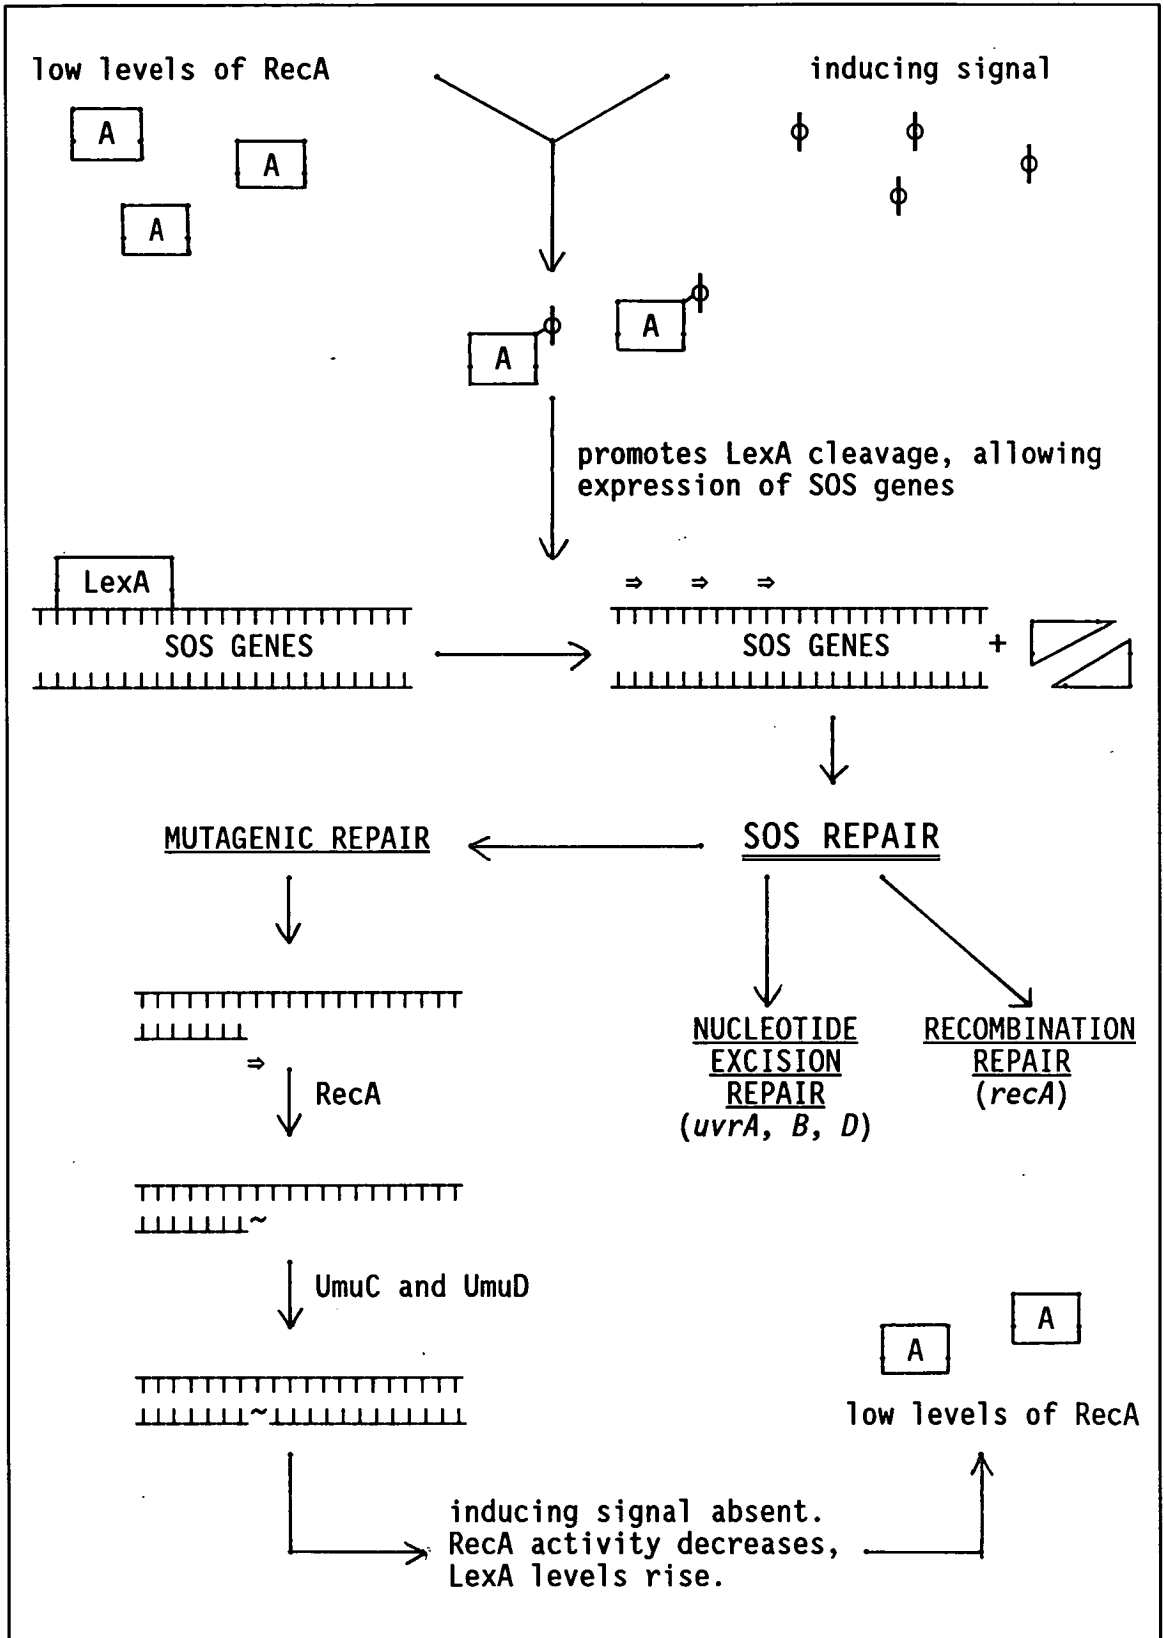 low levels of RecA
inducing signal
A
A
A
A
A
promotes LexA cleavage, allowing
expression of SOS genes
LexA
⇒ ⇒ ⇒
SOS GENES
SOS GENES
+
MUTAGENIC REPAIR
SOS REPAIR
NUCLEOTIDE
EXCISION
REPAIR
(uvrA, B, D)
RECOMBINATION
REPAIR
(recA)
⇒
RecA
~
UmuC and UmuD
~
A
A
low levels of RecA
inducing signal absent.
RecA activity decreases,
LexA levels rise.